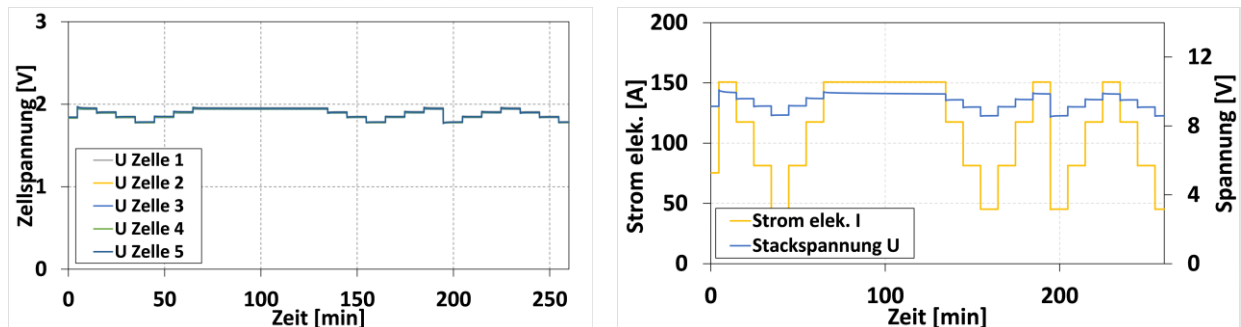 Zellspannung [V]
3
2
1
0
U Zelle 1
U Zelle 2
U Zelle 3
U Zelle 4
U Zelle 5
0 50 100 150 200 250
Zeit [min]
Strom elek. [A]
200
150
100
50
0
Strom elek. I
Stackspannung U
0 100 200
Zeit [min]
12
8
4
0
Spannung [V]